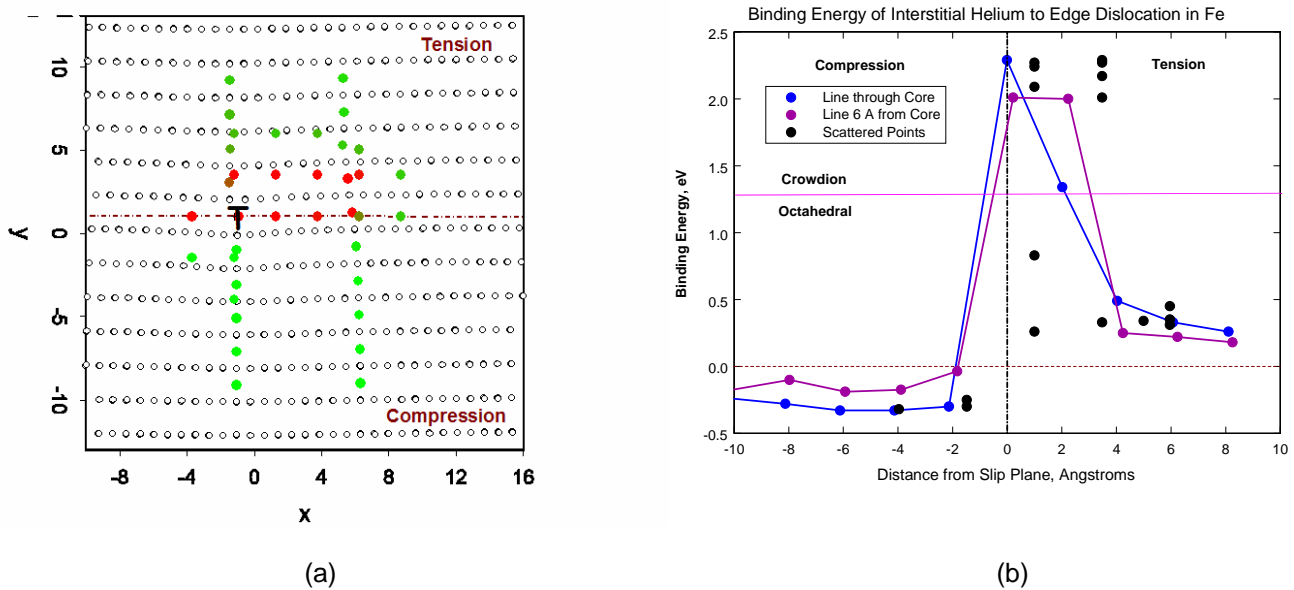 Tension
Compression
10
5
0
-5
-10
y
-8
-4
0
4
8
12
16
x
(a)
Binding Energy of Interstitial Helium to Edge Dislocation in Fe
2.5
2.0
1.5
1.0
0.5
0.0
-0.5
Binding Energy, eV
Compression
Tension
Line through Core
Line 6 A from Core
Scattered Points
Crowdion
Octahedral
-10
-8
-6
-4
-2
0
2
4
6
8
10
Distance from Slip Plane, Angstroms
(b)